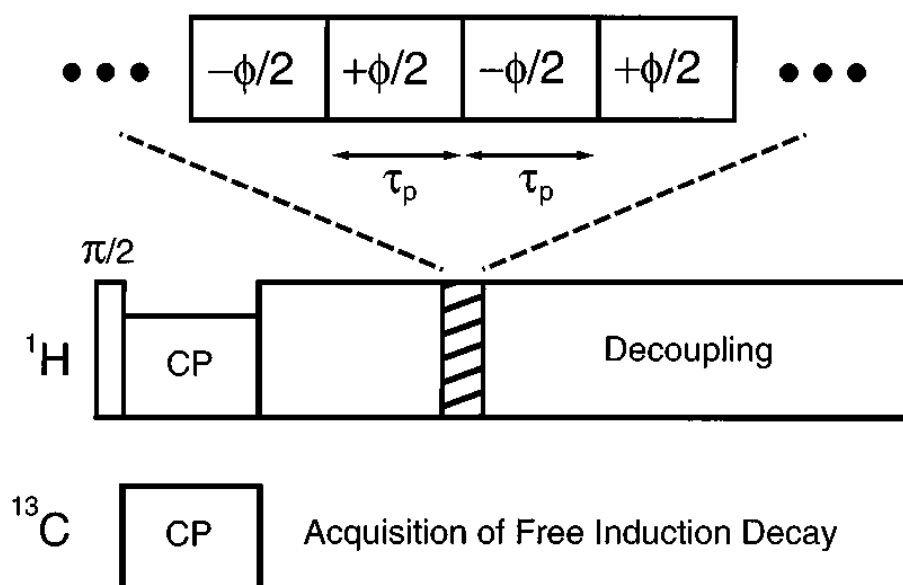 ••• −ϕ/2 +ϕ/2 −ϕ/2 +ϕ/2 •••
τp τp
π/2
¹H CP Decoupling
¹³C CP Acquisition of Free Induction Decay